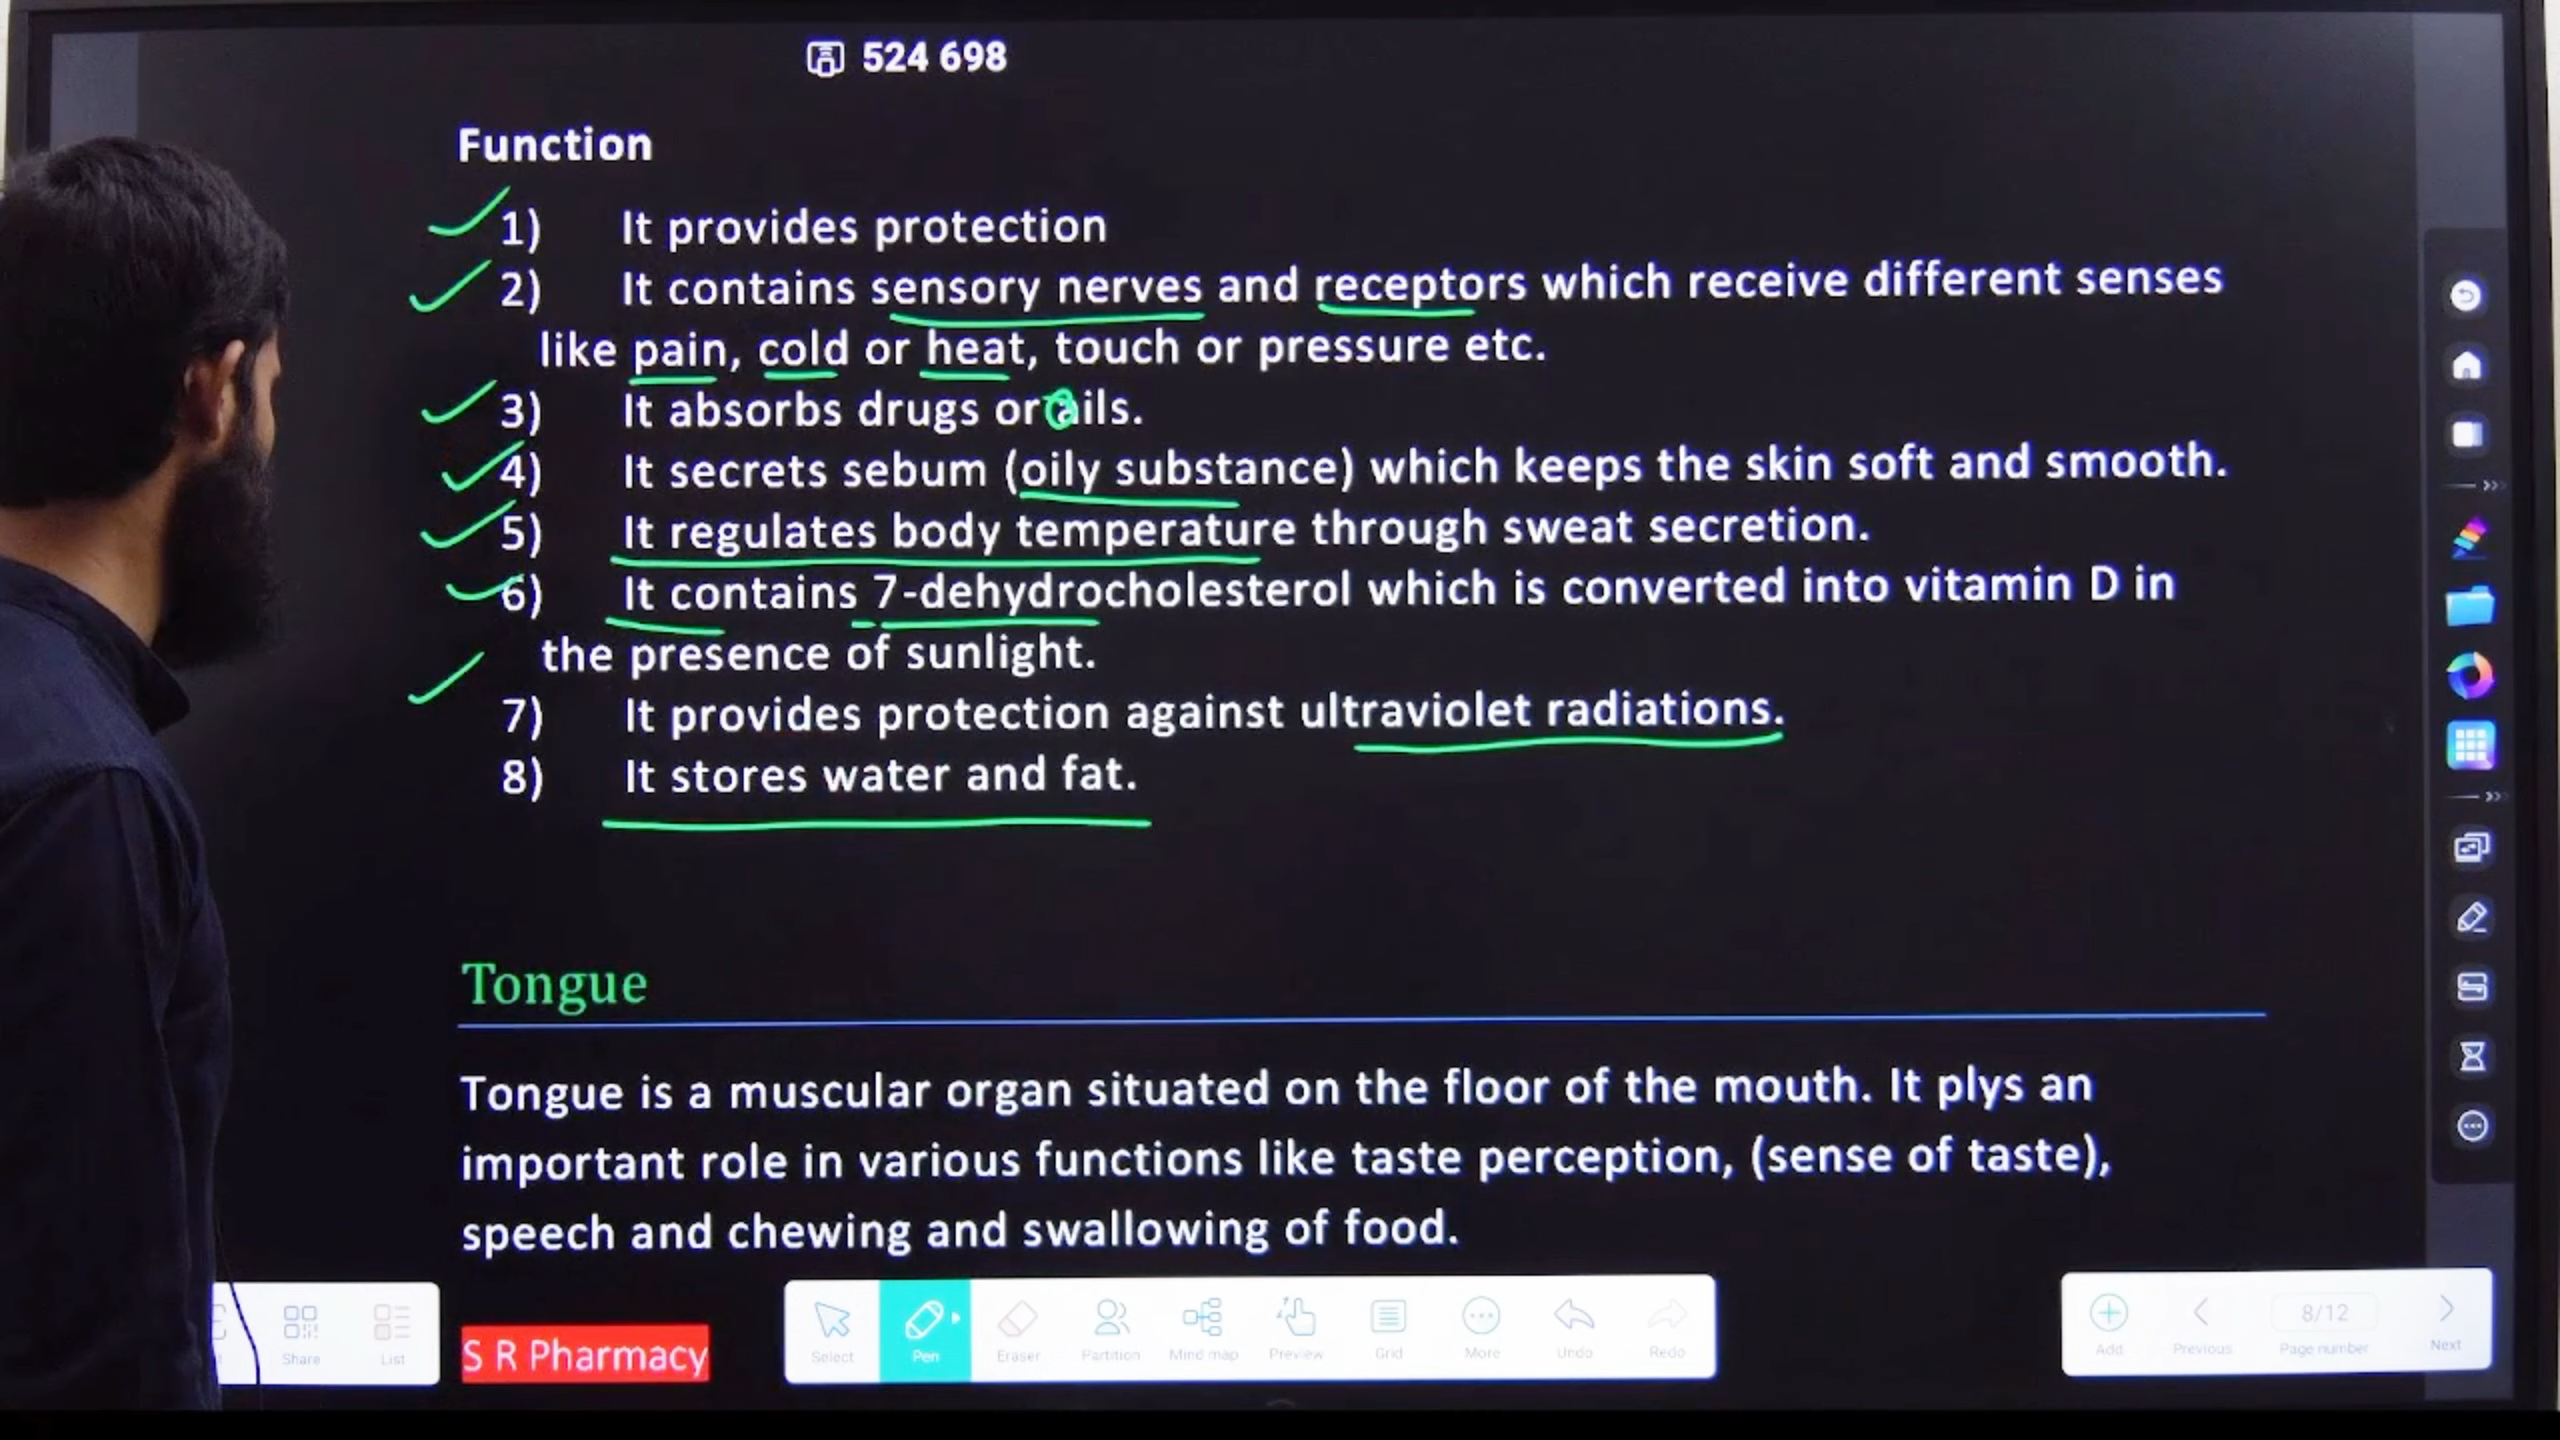 524 698
Function
1) It provides protection
2) It contains sensory nerves and receptors which receive different senses
like pain, cold or heat, touch or pressure etc.
3) It absorbs drugs or oils.
4) It secrets sebum (oily substance) which keeps the skin soft and smooth.
5) It regulates body temperature through sweat secretion.
6) It contains 7-dehydrocholesterol which is converted into vitamin D in
the presence of sunlight.
7) It provides protection against ultraviolet radiations.
8) It stores water and fat.
Tongue
Tongue is a muscular organ situated on the floor of the mouth. It plys an
important role in various functions like taste perception, (sense of taste),
speech and chewing and swallowing of food.
S R Pharmacy
Share List
Select Pen Eraser Partition Mind map Preview Grid More Undo Redo
8/12
Add Previous Page number Next